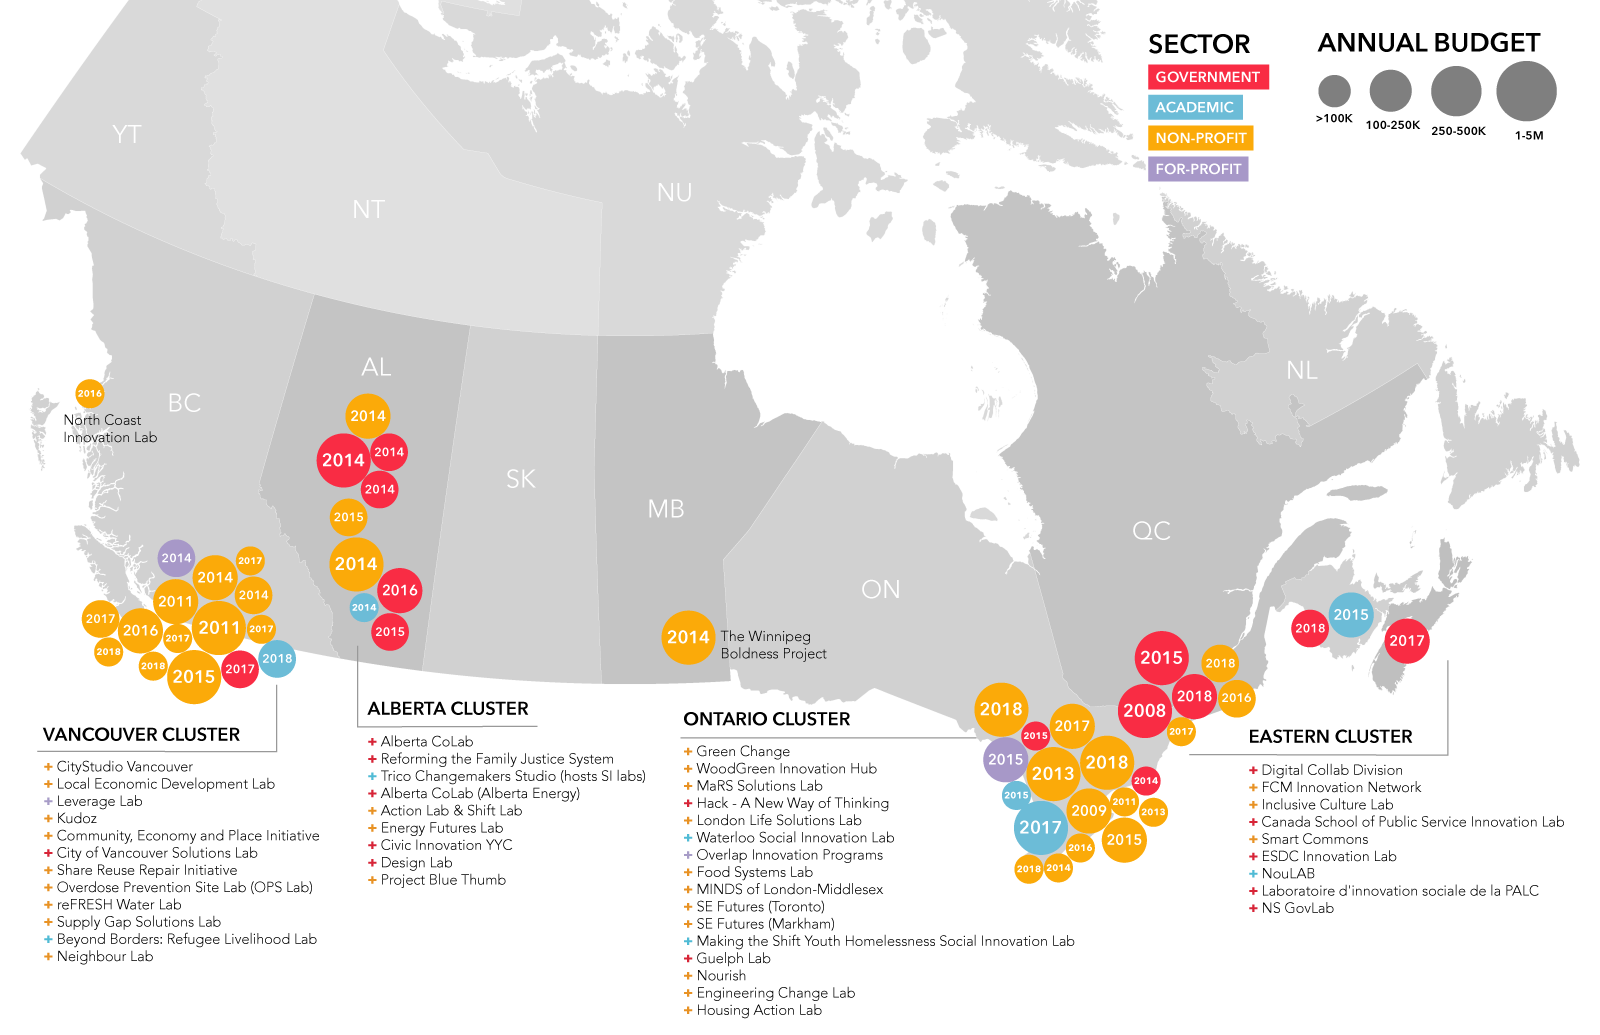 SECTOR
GOVERNMENT
ACADEMIC
NON-PROFIT
FOR-PROFIT
ANNUAL BUDGET
>100K
100-250K
250-500K
1-5M
YT
NT
NU
BC
AL
SK
MB
ON
QC
NL
2016
North Coast
Innovation Lab
2014
2014
2014
2014
2015
2014
2016
2014
2015
2014
2017
2014
2011
2014
2017
2016
2017
2011
2017
2018
2018
2015
2017
2018
2014
The Winnipeg
Boldness Project
2018
2015
2017
2015
2013
2018
2014
2015
2017
2009
2011
2013
2015
2016
2018
2014
2015
2018
2008
2018
2016
2017
2018
2015
2017
VANCOUVER CLUSTER
+ CityStudio Vancouver
+ Local Economic Development Lab
+ Leverage Lab
+ Kudoz
+ Community, Economy and Place Initiative
+ City of Vancouver Solutions Lab
+ Share Reuse Repair Initiative
+ Overdose Prevention Site Lab (OPS Lab)
+ reFRESH Water Lab
+ Supply Gap Solutions Lab
+ Beyond Borders: Refugee Livelihood Lab
+ Neighbour Lab
ALBERTA CLUSTER
+ Alberta CoLab
+ Reforming the Family Justice System
+ Trico Changemakers Studio (hosts SI labs)
+ Alberta CoLab (Alberta Energy)
+ Action Lab & Shift Lab
+ Energy Futures Lab
+ Civic Innovation YYC
+ Design Lab
+ Project Blue Thumb
ONTARIO CLUSTER
+ Green Change
+ WoodGreen Innovation Hub
+ MaRS Solutions Lab
+ Hack - A New Way of Thinking
+ London Life Solutions Lab
+ Waterloo Social Innovation Lab
+ Overlap Innovation Programs
+ Food Systems Lab
+ MINDS of London-Middlesex
+ SE Futures (Toronto)
+ SE Futures (Markham)
+ Making the Shift Youth Homelessness Social Innovation Lab
+ Guelph Lab
+ Nourish
+ Engineering Change Lab
+ Housing Action Lab
EASTERN CLUSTER
+ Digital Collab Division
+ FCM Innovation Network
+ Inclusive Culture Lab
+ Canada School of Public Service Innovation Lab
+ Smart Commons
+ ESDC Innovation Lab
+ NouLAB
+ Laboratoire d'innovation sociale de la PALC
+ NS GovLab